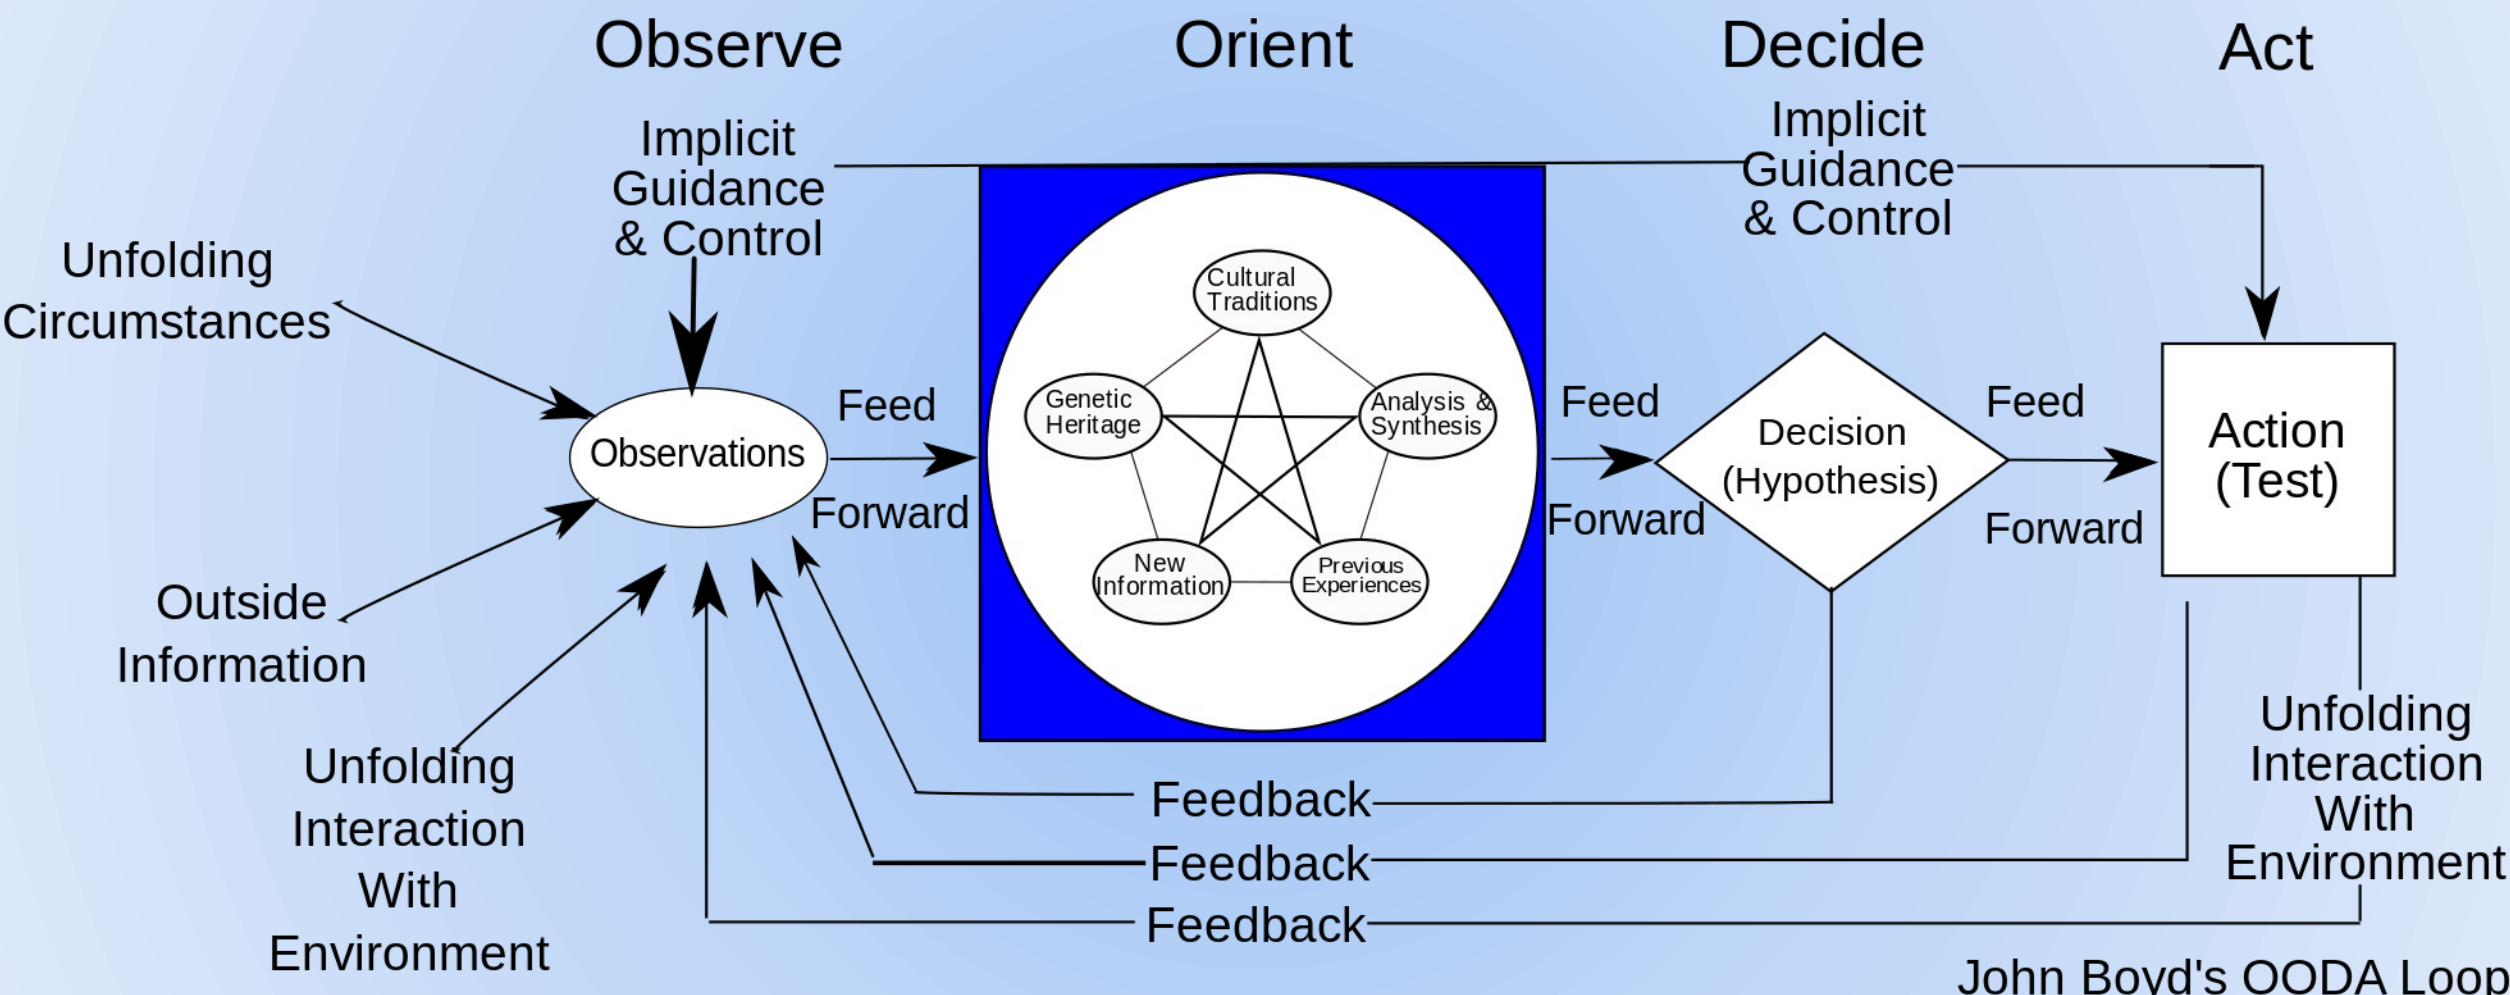 Observe
Orient
Decide
Act
Implicit
Guidance
& Control
Implicit
Guidance
& Control
Unfolding
Circumstances
Observations
Feed
Forward
Cultural
Traditions
Genetic
Heritage
Analysis &
Synthesis
New
Information
Previous
Experiences
Feed
Forward
Decision
(Hypothesis)
Feed
Forward
Action
(Test)
Outside
Information
Unfolding
Interaction
With
Environment
Feedback
Feedback
Feedback
Unfolding
Interaction
With
Environment
John Boyd's OODA Loop